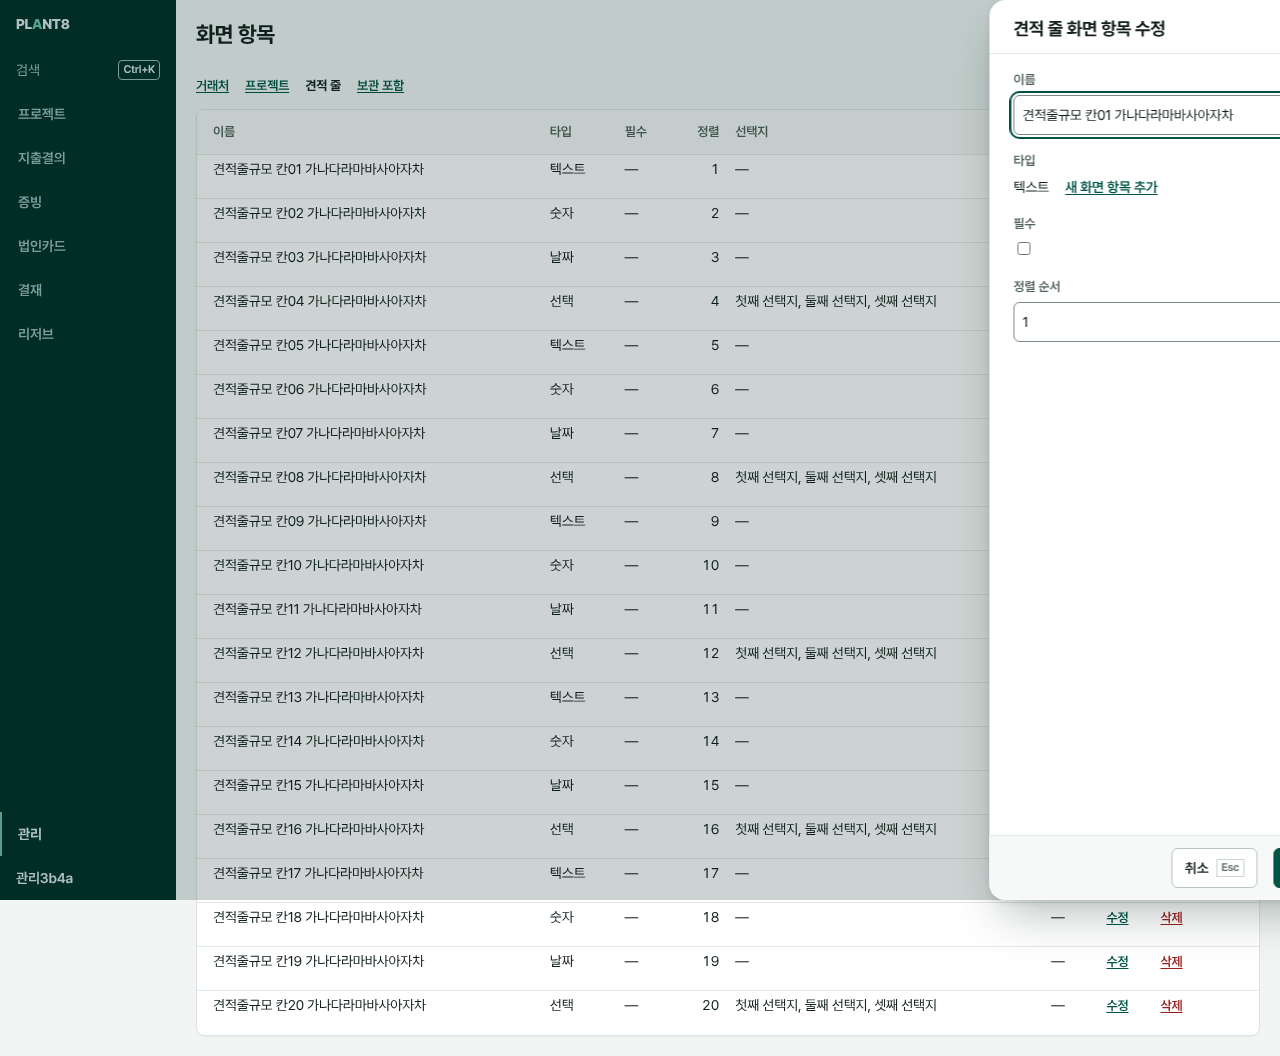 PLANT8
검색 Ctrl+K
프로젝트
지출결의
증빙
법인카드
결재
리저브
관리
관리3b4a
화면 항목
거래처 프로젝트 견적 줄 보관 포함
이름 타입 필수 정렬 선택지
견적줄규모 칸01 가나다라마바사아자차 텍스트 — 1 —
견적줄규모 칸02 가나다라마바사아자차 숫자 — 2 —
견적줄규모 칸03 가나다라마바사아자차 날짜 — 3 —
견적줄규모 칸04 가나다라마바사아자차 선택 — 4 첫째 선택지, 둘째 선택지, 셋째 선택지
견적줄규모 칸05 가나다라마바사아자차 텍스트 — 5 —
견적줄규모 칸06 가나다라마바사아자차 숫자 — 6 —
견적줄규모 칸07 가나다라마바사아자차 날짜 — 7 —
견적줄규모 칸08 가나다라마바사아자차 선택 — 8 첫째 선택지, 둘째 선택지, 셋째 선택지
견적줄규모 칸09 가나다라마바사아자차 텍스트 — 9 —
견적줄규모 칸10 가나다라마바사아자차 숫자 — 10 —
견적줄규모 칸11 가나다라마바사아자차 날짜 — 11 —
견적줄규모 칸12 가나다라마바사아자차 선택 — 12 첫째 선택지, 둘째 선택지, 셋째 선택지
견적줄규모 칸13 가나다라마바사아자차 텍스트 — 13 —
견적줄규모 칸14 가나다라마바사아자차 숫자 — 14 —
견적줄규모 칸15 가나다라마바사아자차 날짜 — 15 —
견적줄규모 칸16 가나다라마바사아자차 선택 — 16 첫째 선택지, 둘째 선택지, 셋째 선택지
견적줄규모 칸17 가나다라마바사아자차 텍스트 — 17 —
견적줄규모 칸18 가나다라마바사아자차 숫자 — 18 — — 수정 삭제
견적줄규모 칸19 가나다라마바사아자차 날짜 — 19 — — 수정 삭제
견적줄규모 칸20 가나다라마바사아자차 선택 — 20 첫째 선택지, 둘째 선택지, 셋째 선택지 — 수정 삭제
견적 줄 화면 항목 수정
이름
견적줄규모 칸01 가나다라마바사아자차
타입
텍스트 새 화면 항목 추가
필수
정렬 순서
1
취소 Esc